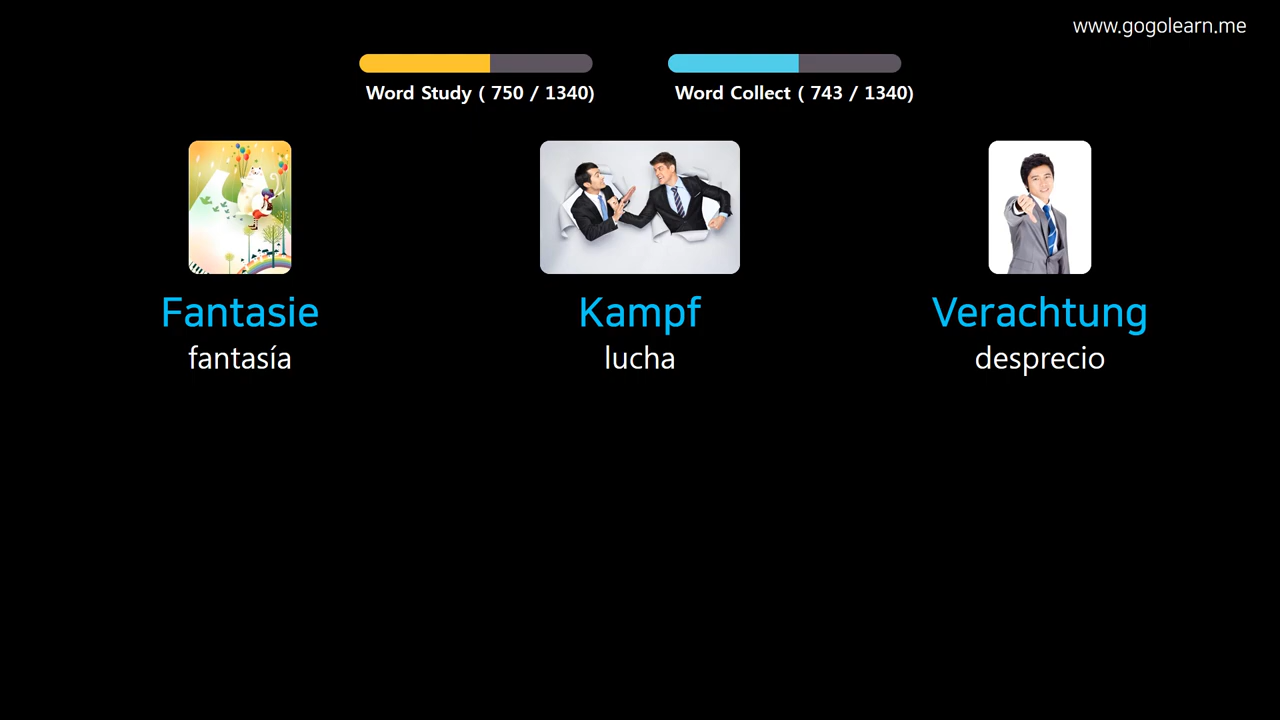 www.gogolearn.me
Word Study ( 750 / 1340)
Word Collect ( 743 / 1340)
Fantasie
fantasía
Kampf
lucha
Verachtung
desprecio